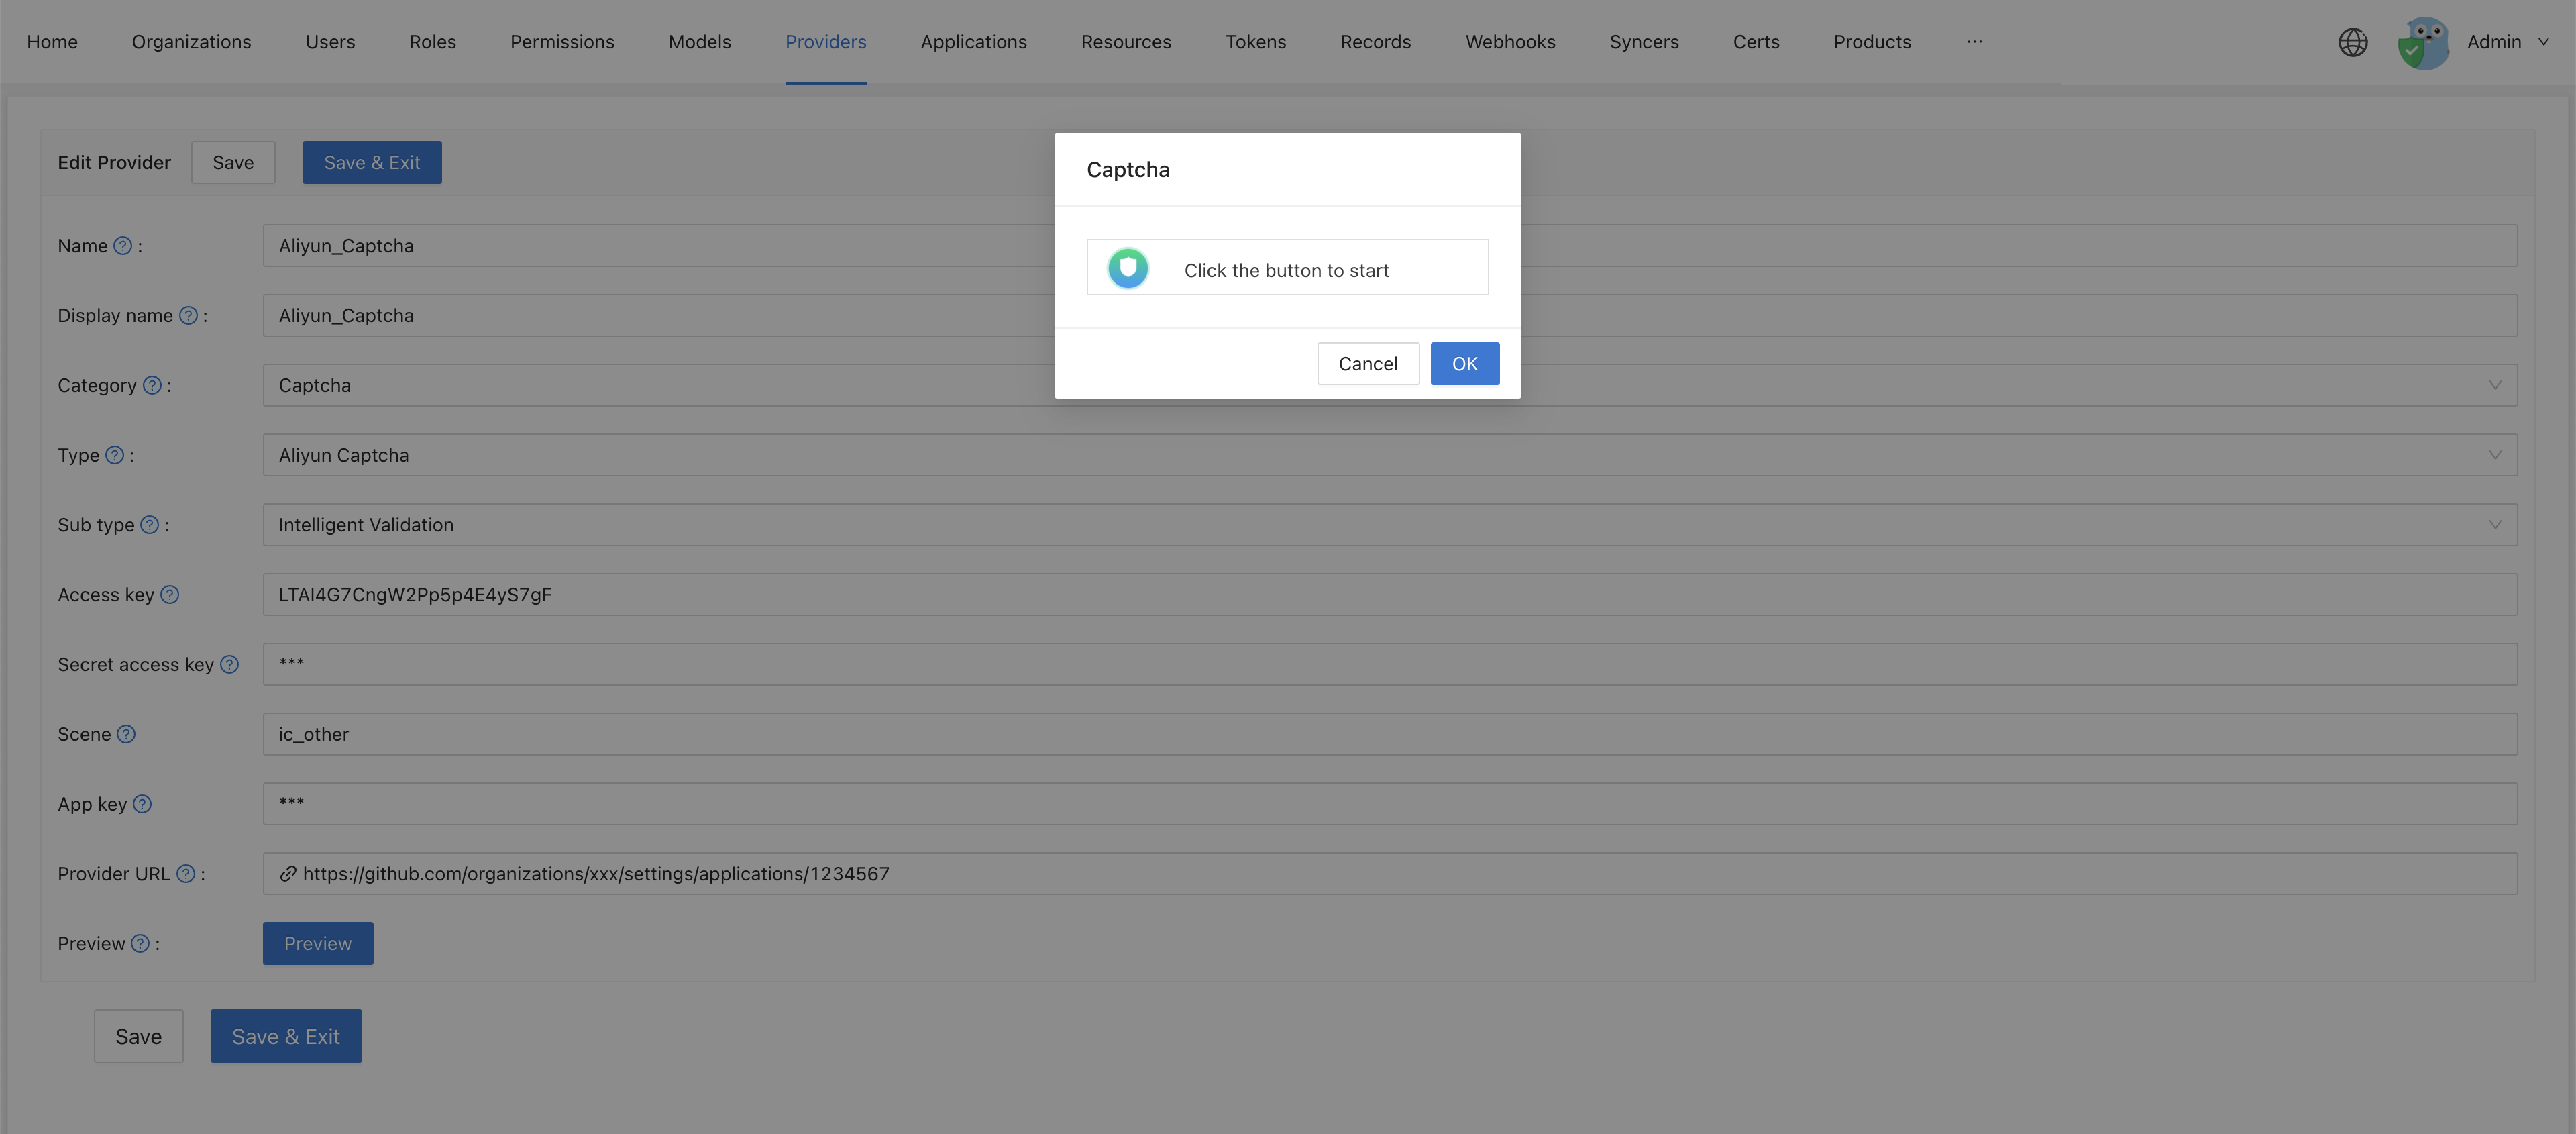 Home Organizations Users Roles Permissions Models Providers Applications Resources Tokens Records Webhooks Syncers Certs Products ··· Admin
Edit Provider Save Save & Exit
Captcha
Click the button to start
Cancel OK
Name : Aliyun_Captcha
Display name : Aliyun_Captcha
Category : Captcha
Type : Aliyun Captcha
Sub type : Intelligent Validation
Access key LTAI4G7CngW2Pp5p4E4yS7gF
Secret access key ***
Scene ic_other
App key ***
Provider URL : https://github.com/organizations/xxx/settings/applications/1234567
Preview : Preview
Save Save & Exit